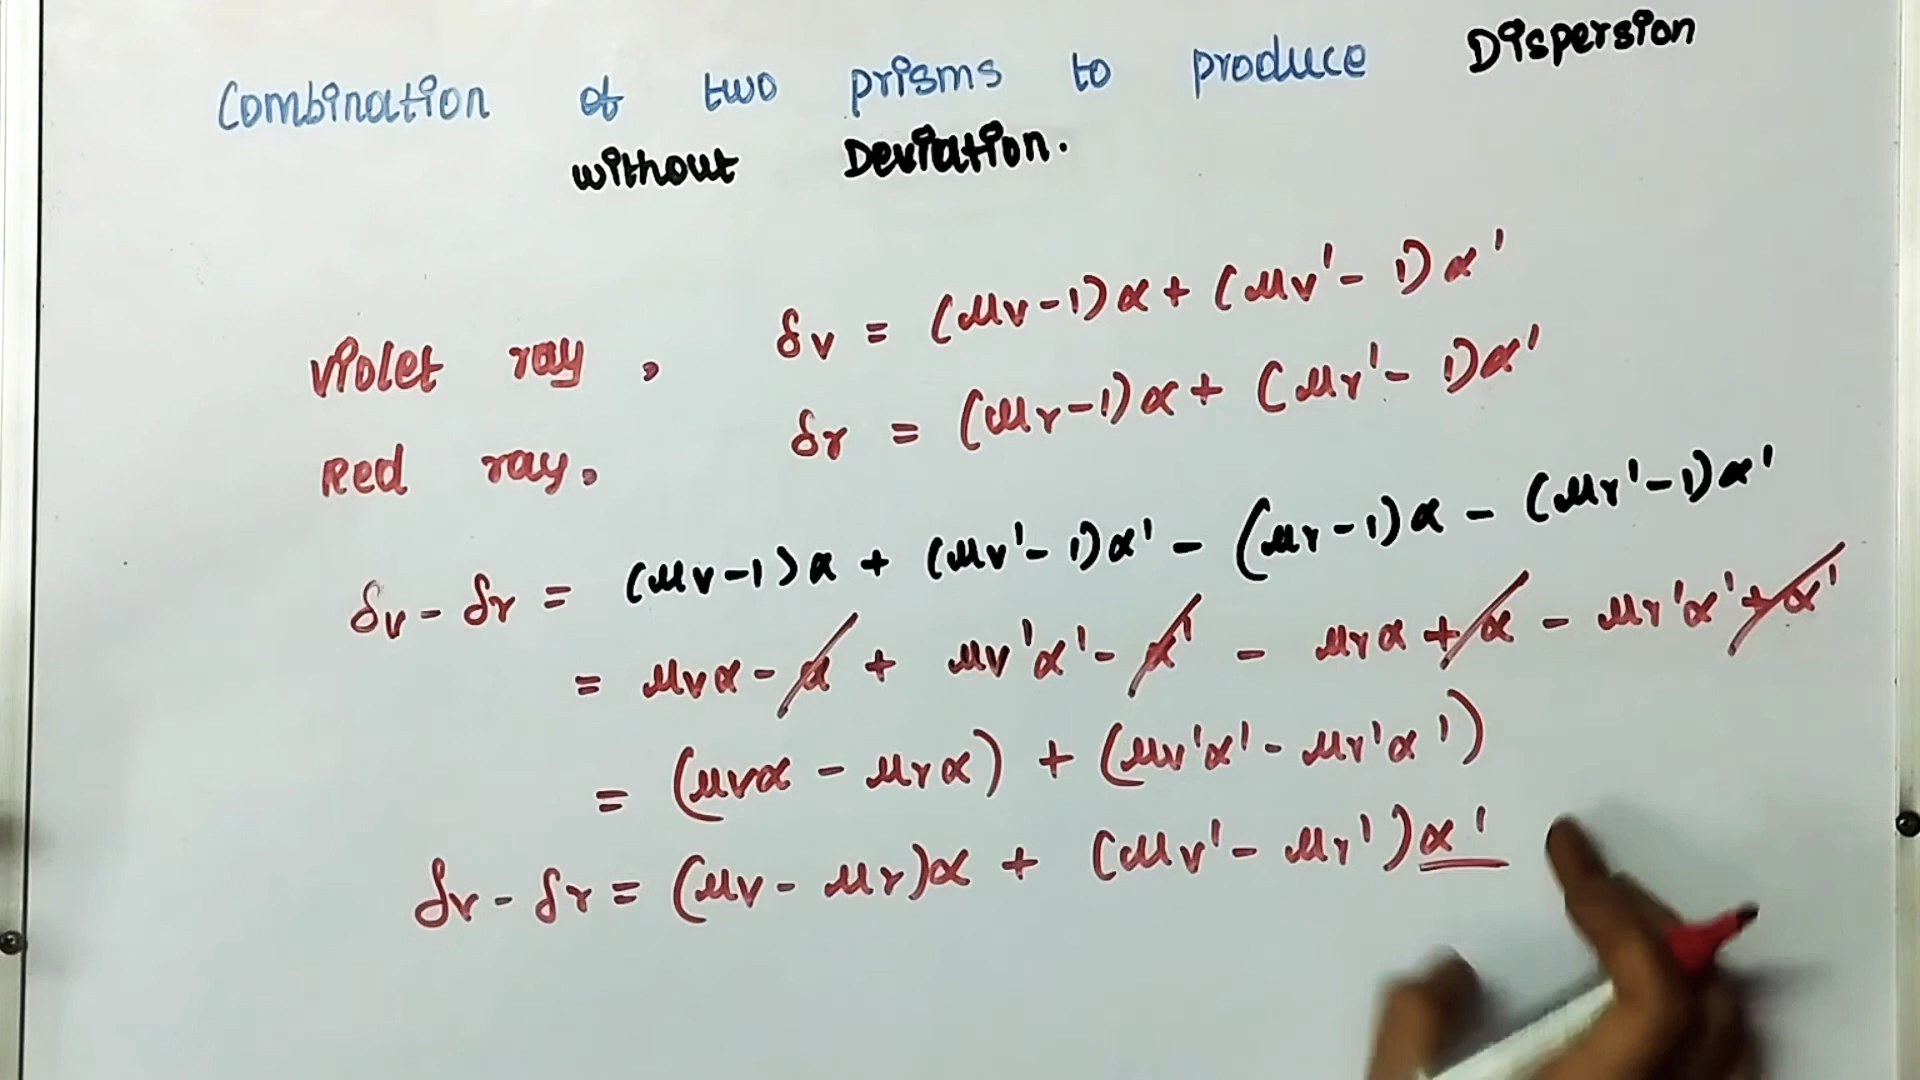 Combination of two prisms to produce Dispersion
without Deviation.
Violet ray, δv = (μv-1)α + (μv'- 1)α'
Red ray. δr = (μr-1)α + (μr'- 1)α'
δv - δr = (μv-1)α + (μv'- 1)α' - (μr-1)α - (μr'-1)α'
= μvα - α + μv'α' - α' - μrα + α - μr'α' + α'
= (μvα - μrα) + (μv'α' - μr'α')
δv - δr = (μv - μr)α + (μv' - μr')α'